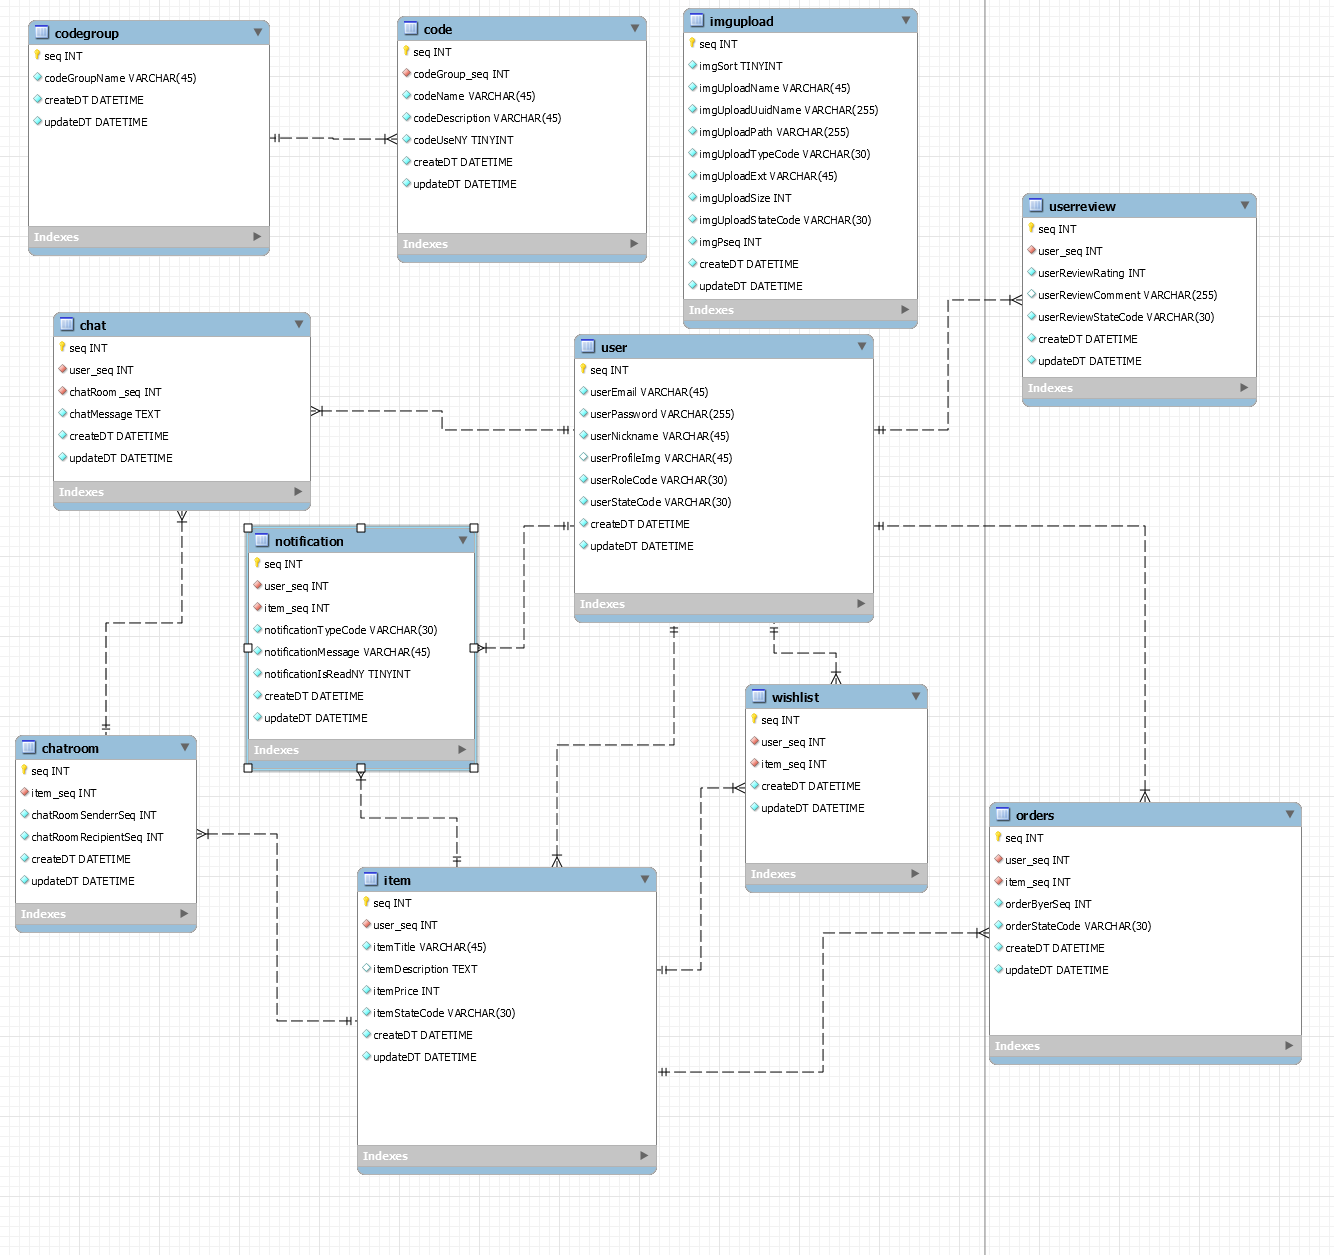 codegroup
seq INT
codeGroupName VARCHAR(45)
createDT DATETIME
updateDT DATETIME
Indexes
code
seq INT
codeGroup_seq INT
codeName VARCHAR(45)
codeDescription VARCHAR(45)
codeUseNY TINYINT
createDT DATETIME
updateDT DATETIME
Indexes
imgupload
seq INT
imgSort TINYINT
imgUploadName VARCHAR(45)
imgUploadUuidName VARCHAR(255)
imgUploadPath VARCHAR(255)
imgUploadTypeCode VARCHAR(30)
imgUploadExt VARCHAR(45)
imgUploadSize INT
imgUploadStateCode VARCHAR(30)
imgPseq INT
createDT DATETIME
updateDT DATETIME
Indexes
userreview
seq INT
user_seq INT
userReviewRating INT
userReviewComment VARCHAR(255)
userReviewStateCode VARCHAR(30)
createDT DATETIME
updateDT DATETIME
Indexes
chat
seq INT
user_seq INT
chatRoom_seq INT
chatMessage TEXT
createDT DATETIME
updateDT DATETIME
Indexes
user
seq INT
userEmail VARCHAR(45)
userPassword VARCHAR(255)
userNickname VARCHAR(45)
userProfileImg VARCHAR(45)
userRoleCode VARCHAR(30)
userStateCode VARCHAR(30)
createDT DATETIME
updateDT DATETIME
Indexes
notification
seq INT
user_seq INT
item_seq INT
notificationTypeCode VARCHAR(30)
notificationMessage VARCHAR(45)
notificationIsReadNY TINYINT
createDT DATETIME
updateDT DATETIME
Indexes
wishlist
seq INT
user_seq INT
item_seq INT
createDT DATETIME
updateDT DATETIME
Indexes
chatroom
seq INT
item_seq INT
chatRoomSenderrSeq INT
chatRoomRecipientSeq INT
createDT DATETIME
updateDT DATETIME
Indexes
orders
seq INT
user_seq INT
item_seq INT
orderByerSeq INT
orderStateCode VARCHAR(30)
createDT DATETIME
updateDT DATETIME
Indexes
item
seq INT
user_seq INT
itemTitle VARCHAR(45)
itemDescription TEXT
itemPrice INT
itemStateCode VARCHAR(30)
createDT DATETIME
updateDT DATETIME
Indexes